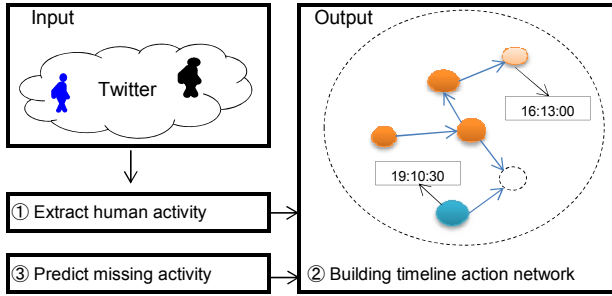 Input
Twitter
① Extract human activity
③ Predict missing activity
Output
16:13:00
19:10:30
② Building timeline action network